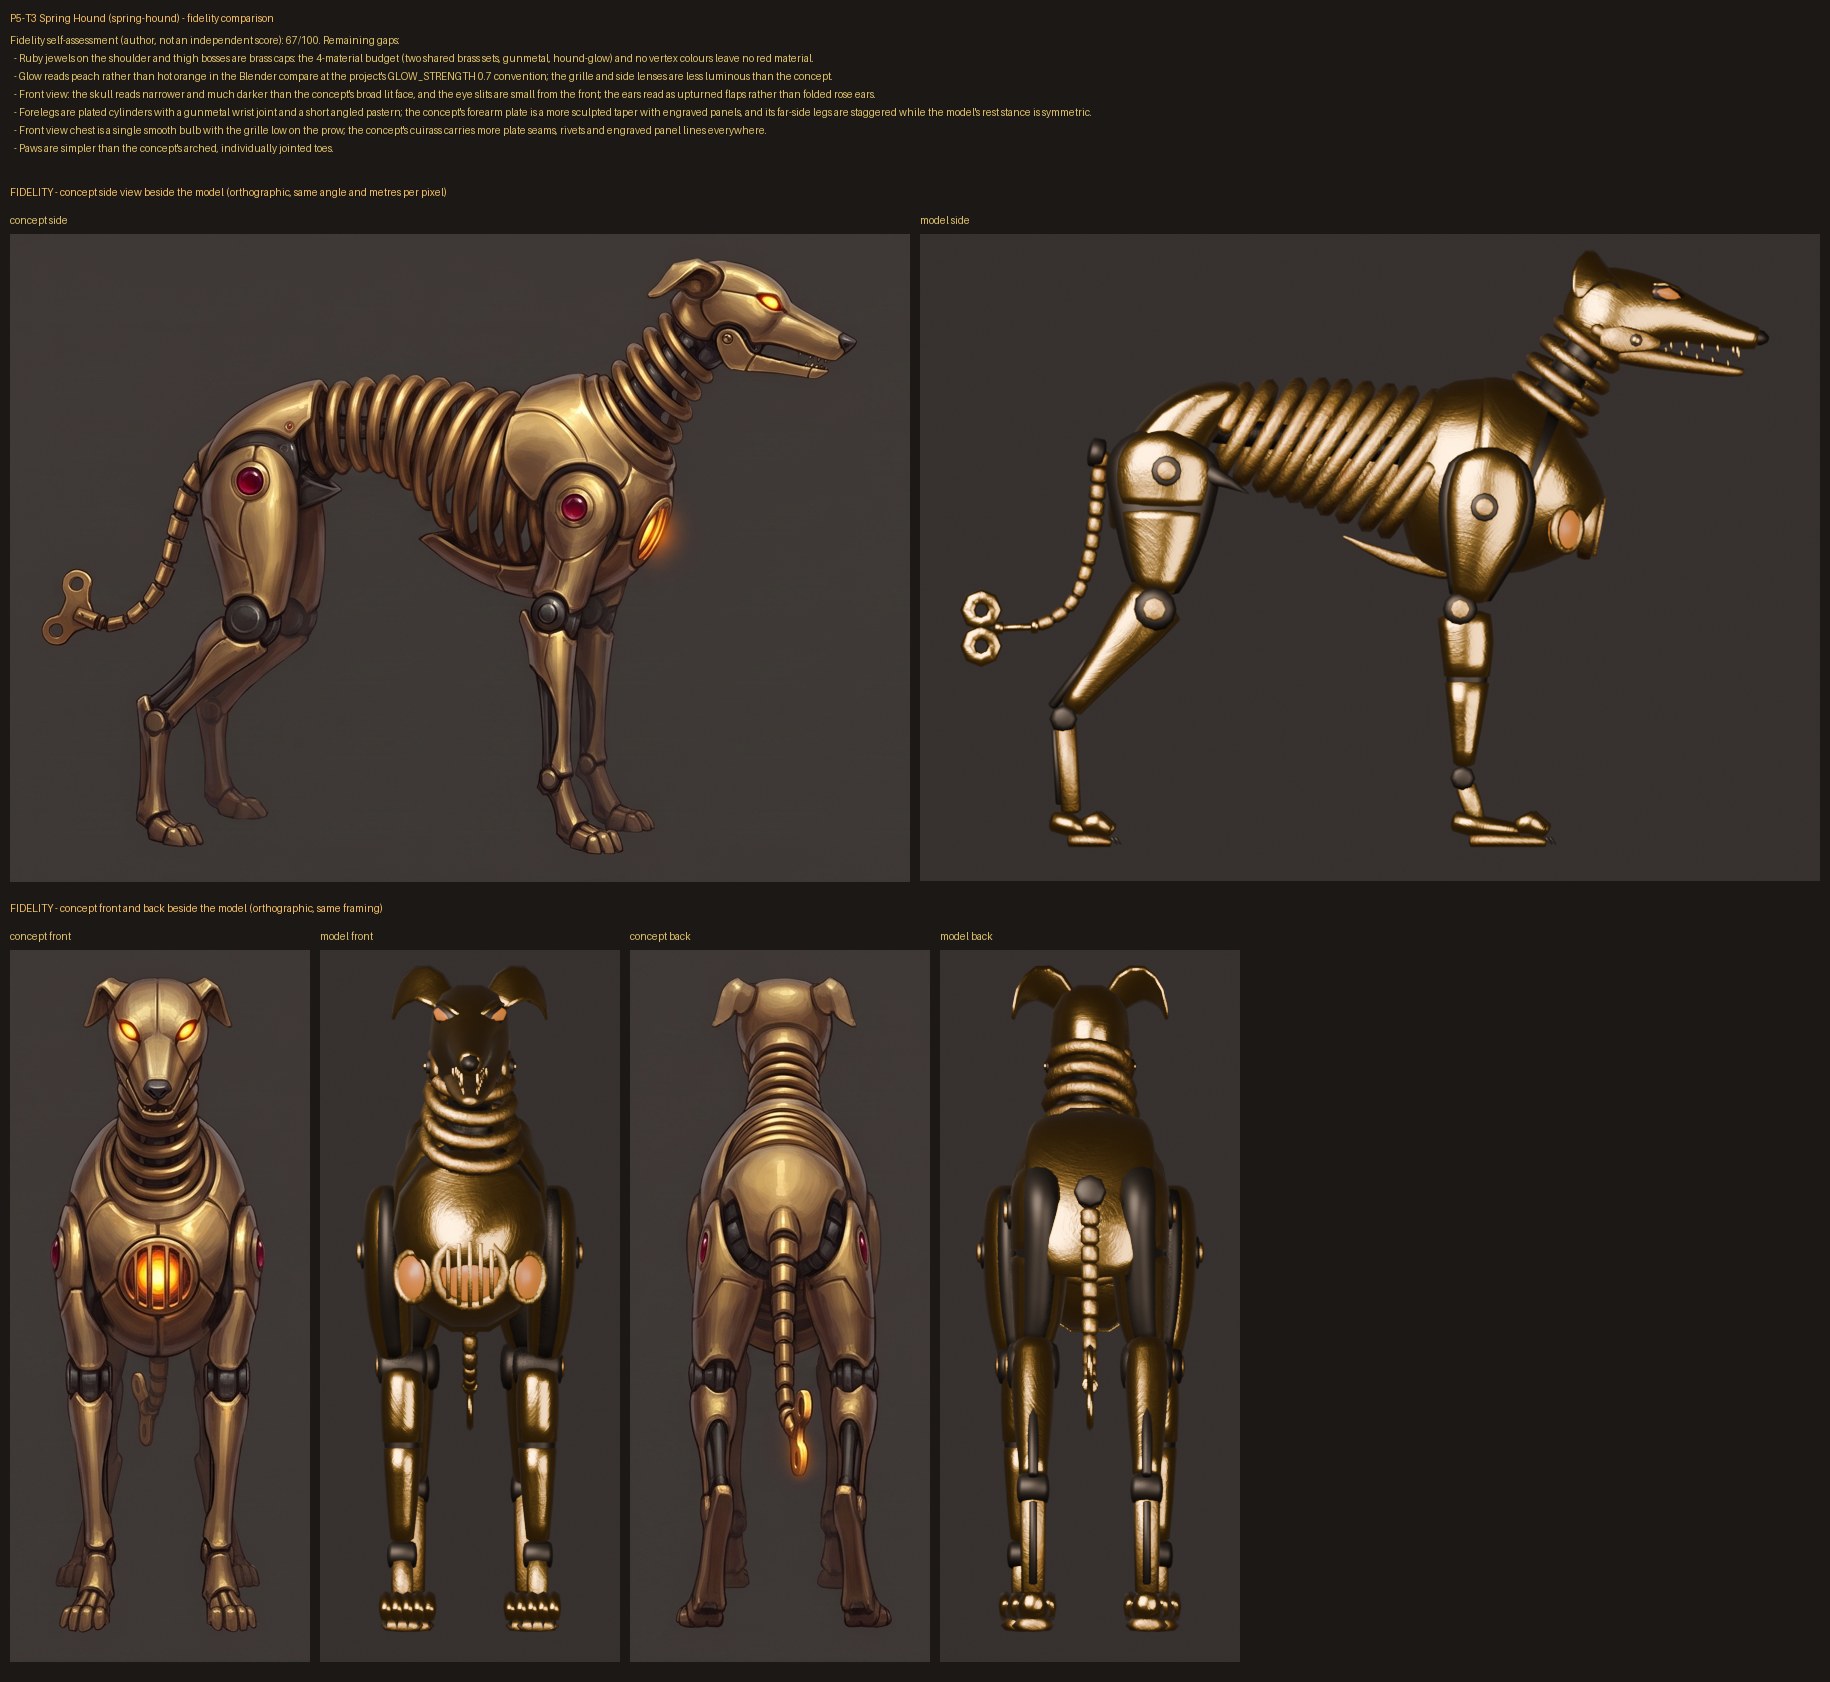 P5-T3 Spring Hound (spring-hound) - fidelity comparison
Fidelity self-assessment (author, not an independent score): 67/100. Remaining gaps:
- Ruby jewels on the shoulder and thigh bosses are brass caps: the 4-material budget (two shared brass sets, gunmetal, hound-glow) and no vertex colours leave no red material.
- Glow reads peach rather than hot orange in the Blender compare at the project's GLOW_STRENGTH 0.7 convention; the grille and side lenses are less luminous than the concept.
- Front view: the skull reads narrower and much darker than the concept's broad lit face, and the eye slits are small from the front; the ears read as upturned flaps rather than folded rose ears.
- Forelegs are plated cylinders with a gunmetal wrist joint and a short angled pastern; the concept's forearm plate is a more sculpted taper with engraved panels, and its far-side legs are staggered while the model's rest stance is symmetric.
- Front view chest is a single smooth bulb with the grille low on the prow; the concept's cuirass carries more plate seams, rivets and engraved panel lines everywhere.
- Paws are simpler than the concept's arched, individually jointed toes.
FIDELITY - concept side view beside the model (orthographic, same angle and metres per pixel)
concept side
model side
FIDELITY - concept front and back beside the model (orthographic, same framing)
concept front
model front
concept back
model back